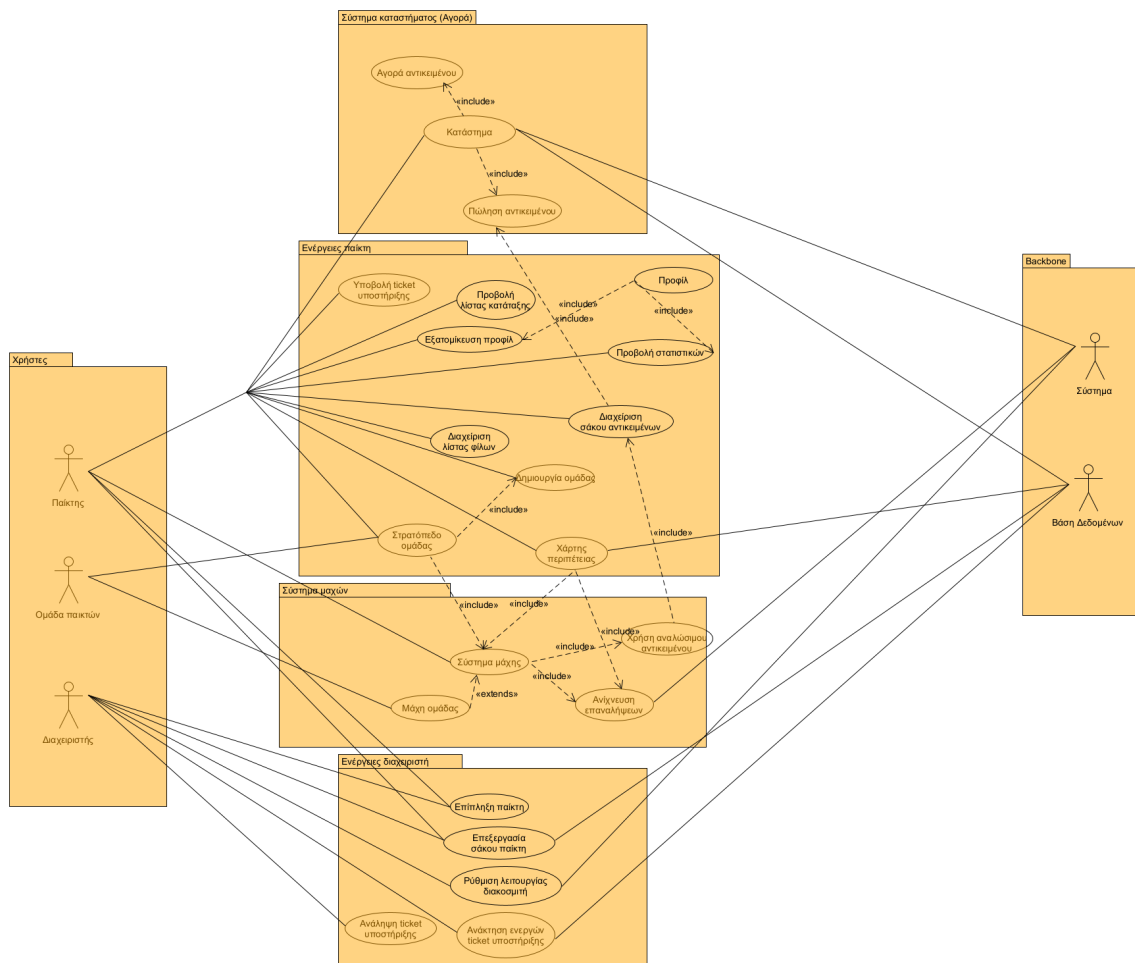 Σύστημα καταστήματος (Αγορά)
Αγορά αντικειμένου
«include»
Κατάστημα
«include»
Πώληση αντικειμένου
Ενέργειες παίκτη
Υποβολή ticket
υποστήριξης
Προβολή
λίστας κατάταξης
Προφίλ
«include»
«include»
«include»
Εξατομίκευση προφίλ
Προβολή στατιστικών
Διαχείριση
σάκου αντικειμένων
Διαχείριση
λίστας φίλων
Δημιουργία ομάδας
«include»
«include»
Στρατόπεδο
ομάδας
Χάρτης
περιπέτειας
Σύστημα μαχών
«include»
«include»
«include»
Χρήση αναλώσιμου
αντικειμένου
Σύστημα μάχης
«include»
«include»
«extends»
Μάχη ομάδας
Ανίχνευση
επαναλήψεων
Ενέργειες διαχειριστή
Επίπληξη παίκτη
Επεξεργασία
σάκου παίκτη
Ρύθμιση λειτουργίας
διακοσμιτή
Ανάληψη ticket
υποστήριξης
Ανάκτηση ενεργών
ticket υποστήριξης
Χρήστες
Παίκτης
Ομάδα παικτών
Διαχειριστής
Backbone
Σύστημα
Βάση Δεδομένων